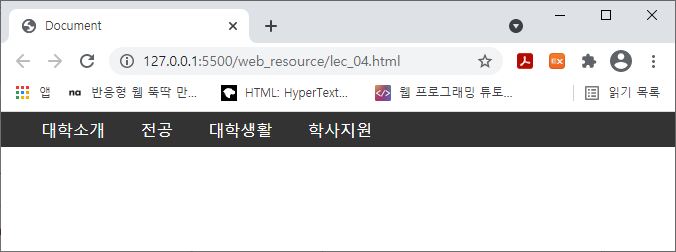 Document
127.0.0.1:5500/web_resource/lec_04.html
앱 na 반응형 웹 뚝딱 만... HTML: HyperText... 웹 프로그래밍 튜토... 읽기 목록
대학소개 전공 대학생활 학사지원